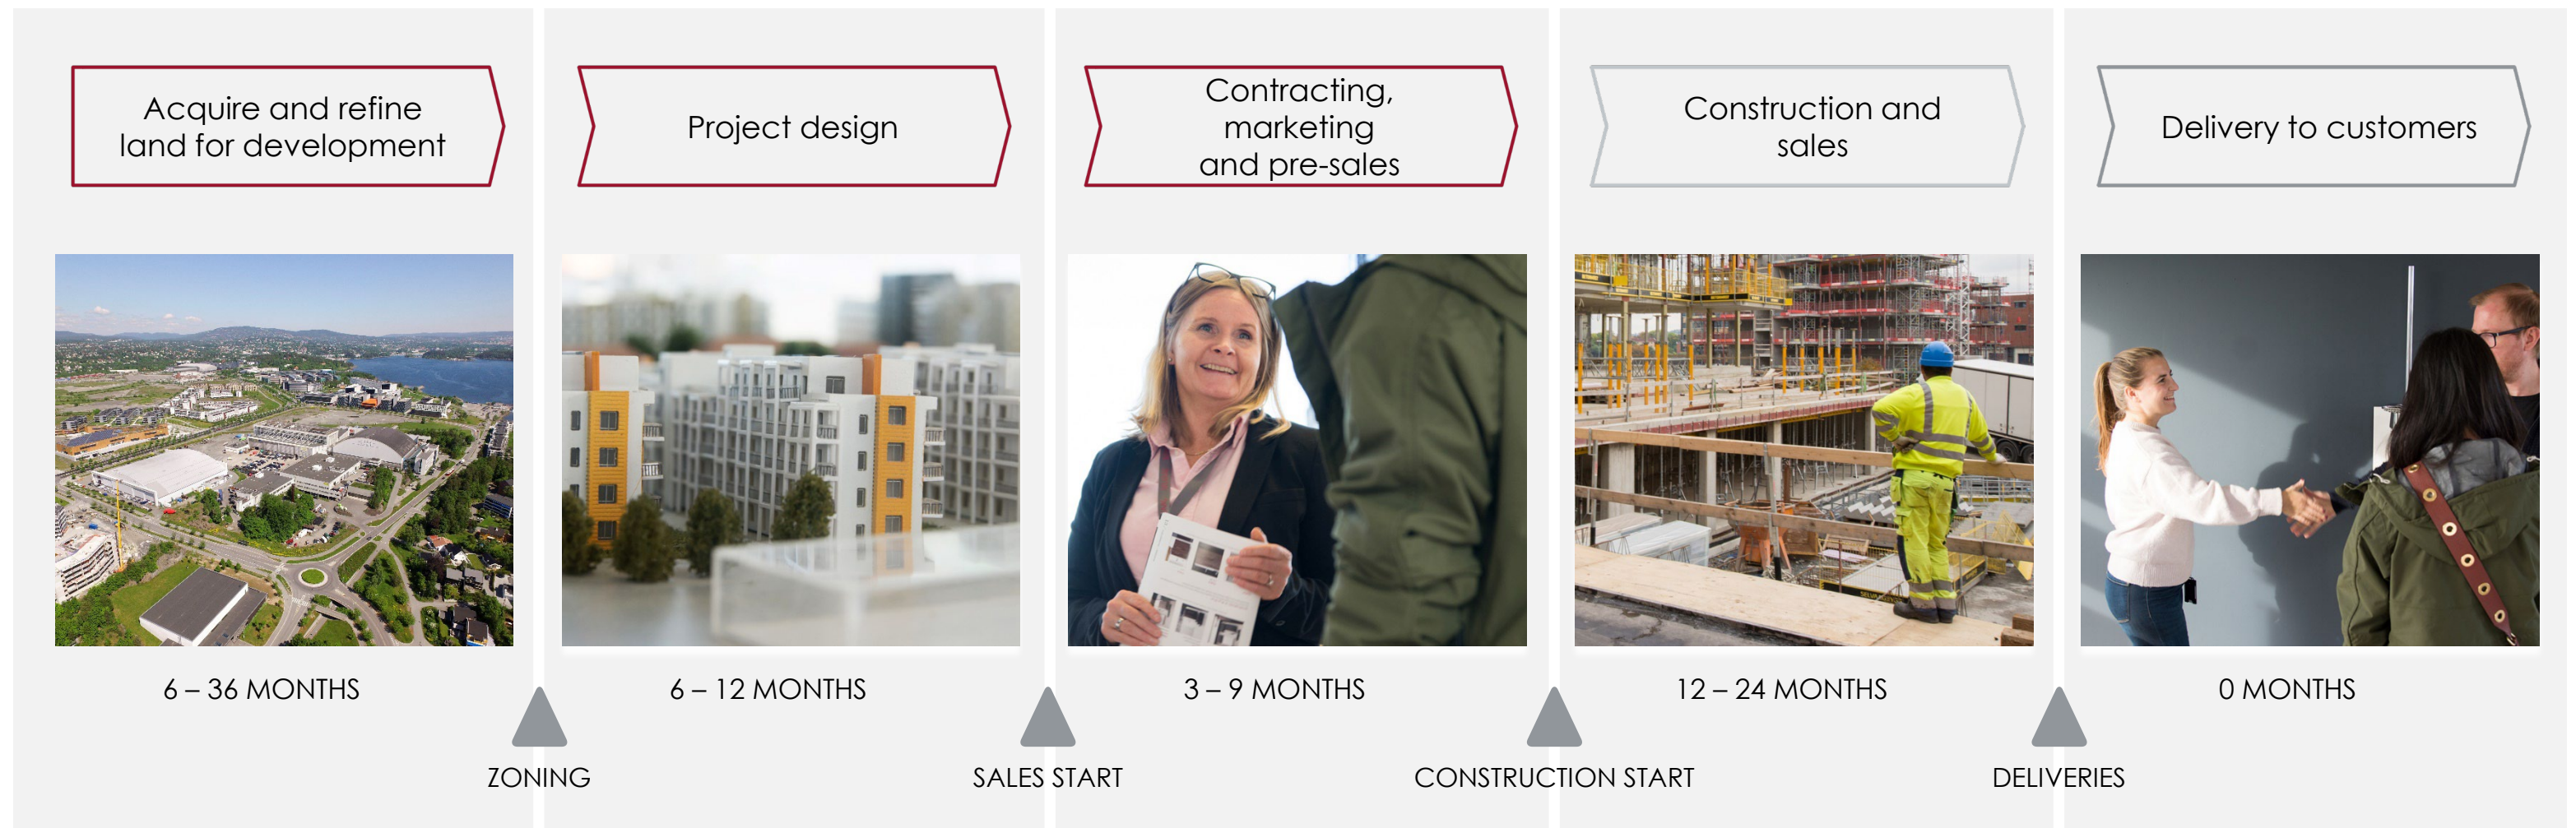 Acquire and refine
land for development
Project design
Contracting,
marketing
and pre-sales
Construction and
sales
Delivery to customers
6 – 36 MONTHS
6 – 12 MONTHS
3 – 9 MONTHS
12 – 24 MONTHS
0 MONTHS
ZONING
SALES START
CONSTRUCTION START
DELIVERIES